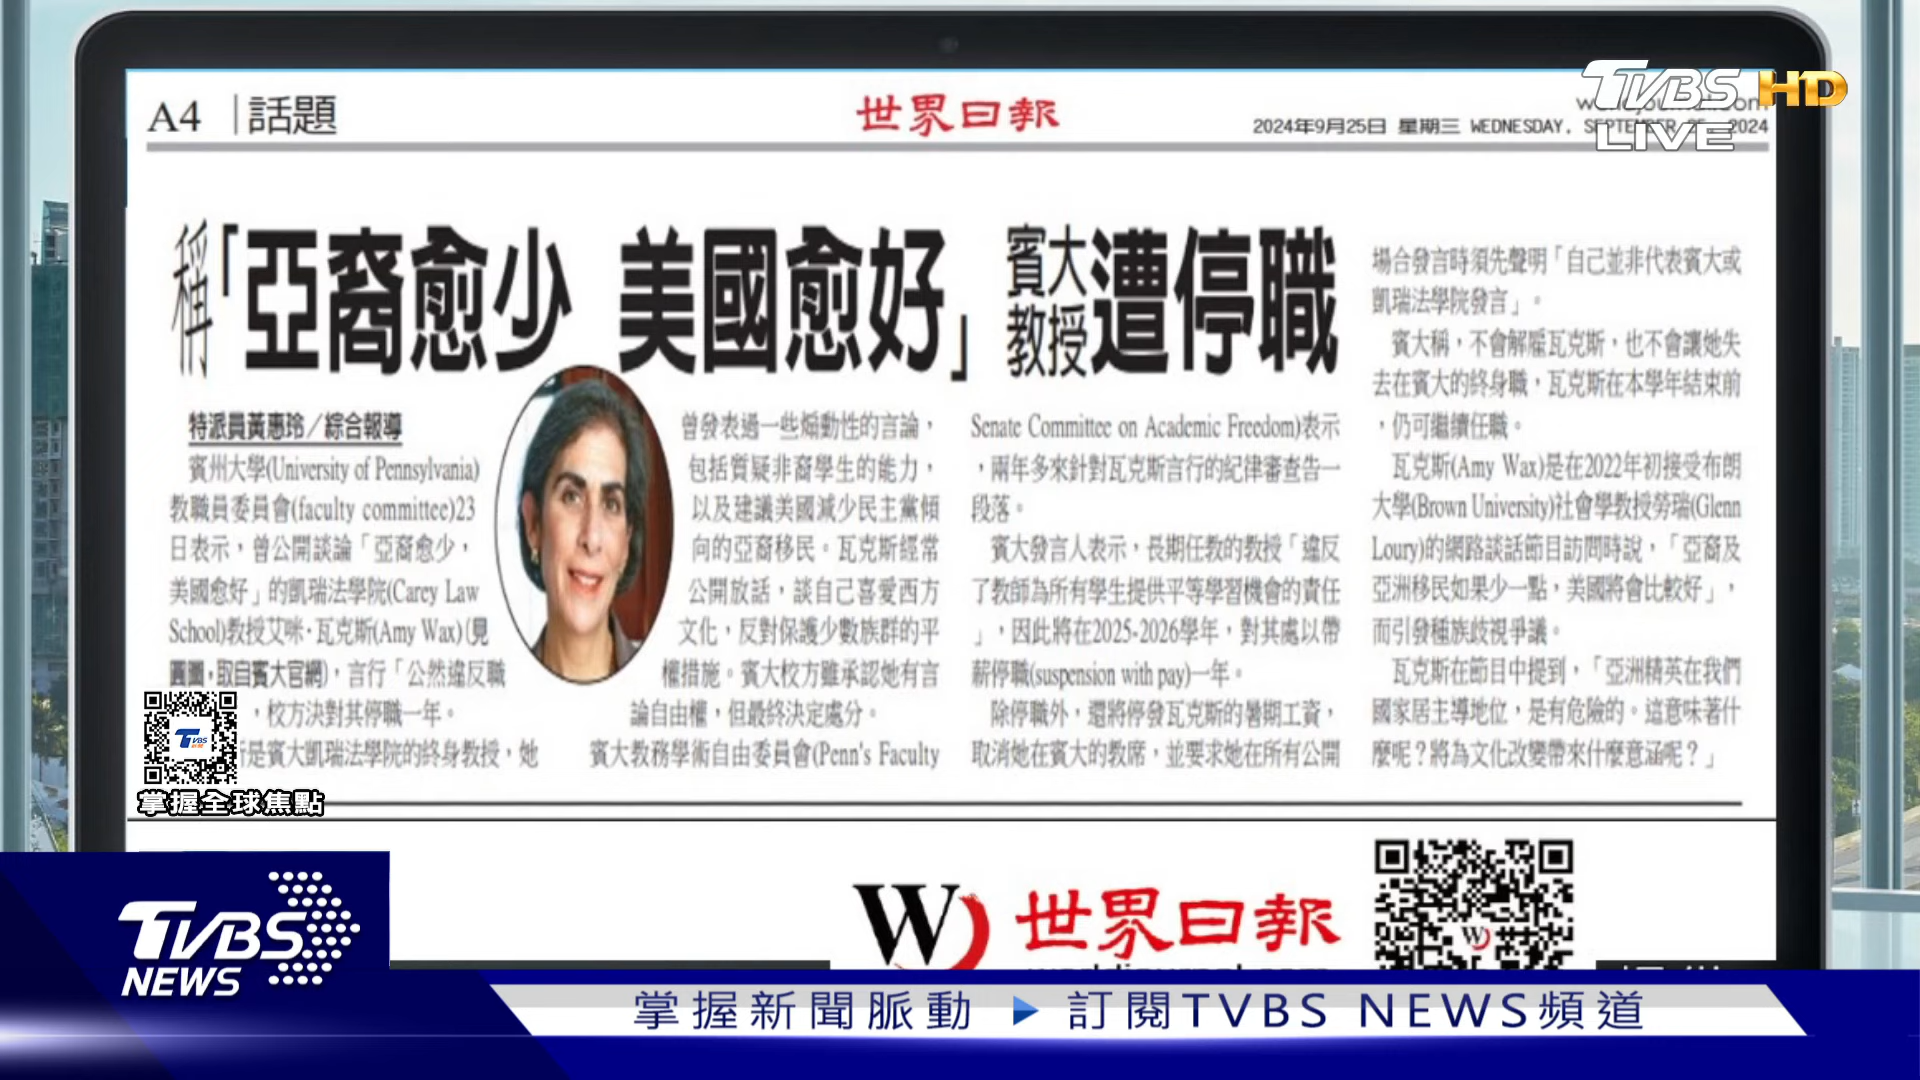 A4 | 話題
世界日報
2024年9月25日 星期三 WEDNESDAY, SEPTEMBER 25, 2024
TVBS HD
LIVE
稱「亞裔愈少 美國愈好」賓大教授遭停職
特派員黃惠玲／綜合報導
賓州大學(University of Pennsylvania)
教職員委員會(faculty committee)23
日表示，曾公開談論「亞裔愈少，
美國愈好」的凱瑞法學院(Carey Law
School)教授艾咪·瓦克斯(Amy Wax)(見
圓圖，取自賓大官網)，言行「公然違反職
，校方決對其停職一年。
是賓大凱瑞法學院的終身教授，她
曾發表過一些煽動性的言論，
包括質疑非裔學生的能力，
以及建議美國減少民主黨傾
向的亞裔移民。瓦克斯經常
公開放話，談自己喜愛西方
文化，反對保護少數族群的平
權措施。賓大校方雖承認她有言
論自由權，但最終決定處分。
賓大教務學術自由委員會(Penn's Faculty
Senate Committee on Academic Freedom)表示
，兩年多來針對瓦克斯言行的紀律審查告一
段落。
賓大發言人表示，長期任教的教授「違反
了教師為所有學生提供平等學習機會的責任
」，因此將在2025-2026學年，對其處以帶
薪停職(suspension with pay)一年。
除停職外，還將停發瓦克斯的暑期工資，
取消她在賓大的教席，並要求她在所有公開
場合發言時須先聲明「自己並非代表賓大或
凱瑞法學院發言」。
賓大稱，不會解雇瓦克斯，也不會讓她失
去在賓大的終身職，瓦克斯在本學年結束前
，仍可繼續任職。
瓦克斯(Amy Wax)是在2022年初接受布朗
大學(Brown University)社會學教授勞瑞(Glenn
Loury)的網路談話節目訪問時說，「亞裔及
亞洲移民如果少一點，美國將會比較好」，
而引發種族歧視爭議。
瓦克斯在節目中提到，「亞洲精英在我們
國家居主導地位，是有危險的。這意味著什
麼呢？將為文化改變帶來什麼意涵呢？」
TVBS
掌握全球焦點
W 世界日報
TVBS
NEWS
掌握新聞脈動 ▶ 訂閱TVBS NEWS頻道